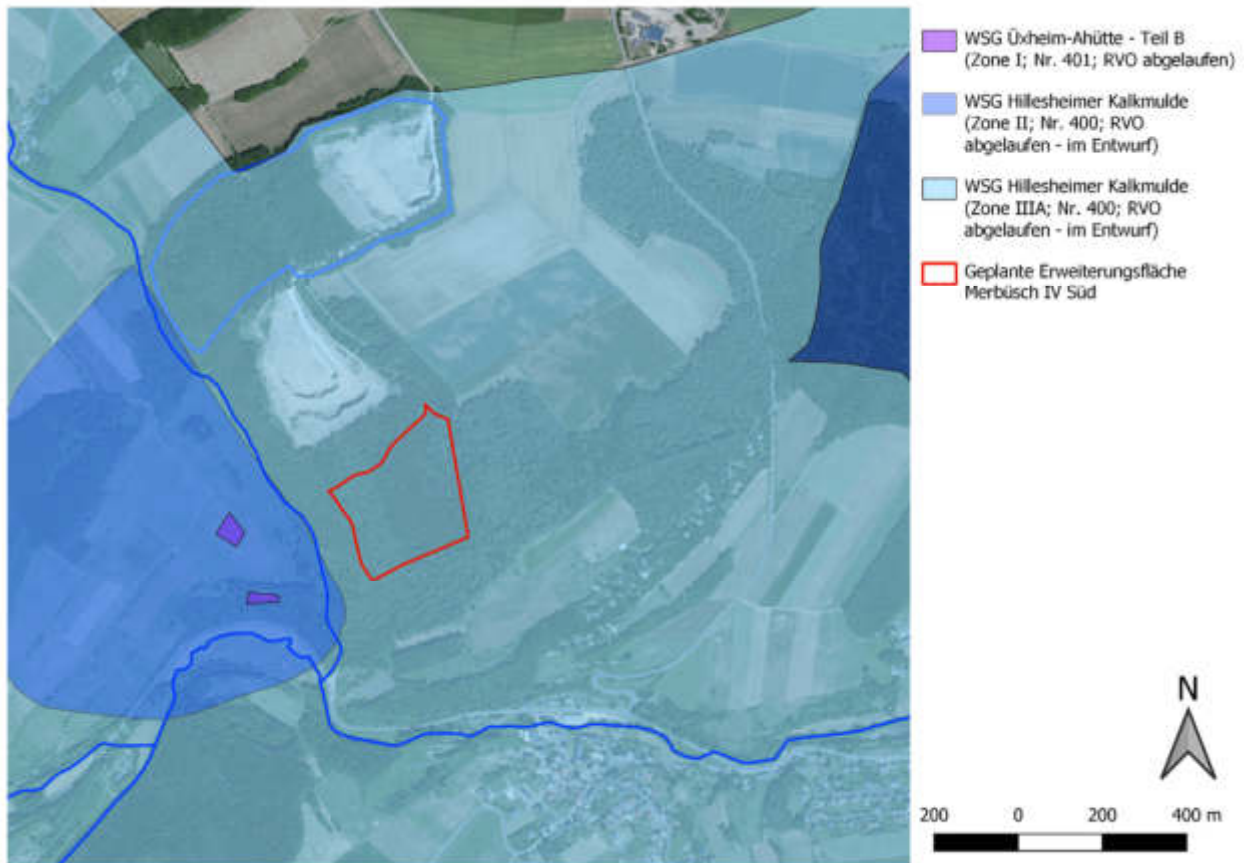 WSG Üxheim-Ahütte - Teil B
(Zone I; Nr. 401; RVO abgelaufen)
WSG Hillesheimer Kalkmulde
(Zone II; Nr. 400; RVO
abgelaufen - im Entwurf)
WSG Hillesheimer Kalkmulde
(Zone IIIA; Nr. 400; RVO
abgelaufen - im Entwurf)
Geplante Erweiterungsfläche
Merbüsch IV Süd
N
200 0 200 400 m